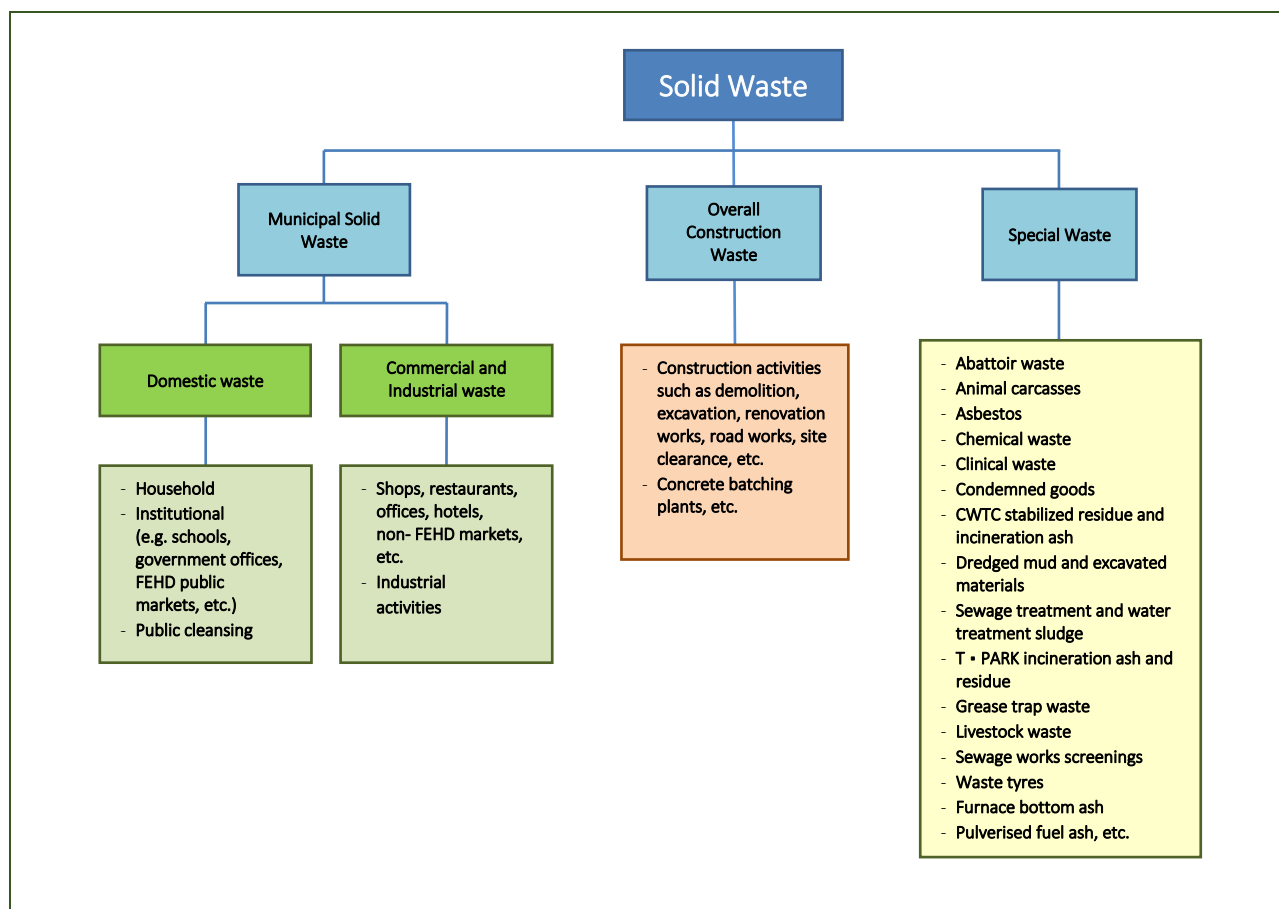 Solid Waste
Municipal Solid
Waste
Overall
Construction
Waste
Special Waste
Domestic waste
Commercial and
Industrial waste
- Household
- Institutional
(e.g. schools,
government offices,
FEHD public
markets, etc.)
- Public cleansing
- Shops, restaurants,
offices, hotels,
non- FEHD markets,
etc.
- Industrial
activities
- Construction activities
such as demolition,
excavation, renovation
works, road works, site
clearance, etc.
- Concrete batching
plants, etc.
- Abattoir waste
- Animal carcasses
- Asbestos
- Chemical waste
- Clinical waste
- Condemned goods
- CWTC stabilized residue and
incineration ash
- Dredged mud and excavated
materials
- Sewage treatment and water
treatment sludge
- T ▪ PARK incineration ash and
residue
- Grease trap waste
- Livestock waste
- Sewage works screenings
- Waste tyres
- Furnace bottom ash
- Pulverised fuel ash, etc.